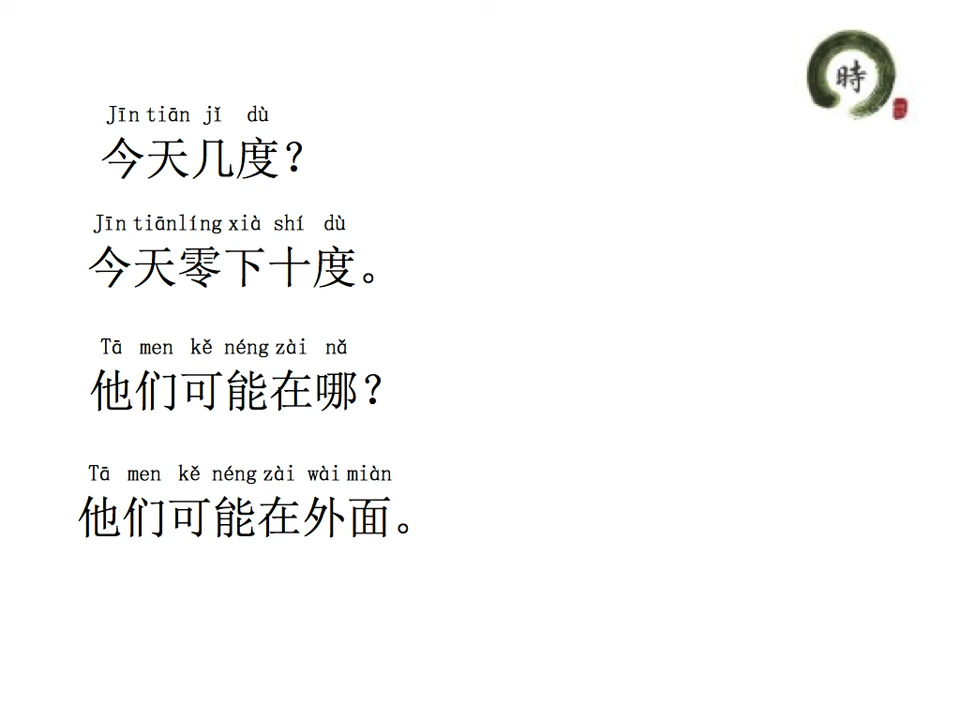 時
Jīn tiān jǐ dù
今天几度？
Jīn tiānlíng xià shí dù
今天零下十度。
Tā men kě néng zài nǎ
他们可能在哪？
Tā men kě néng zài wài miàn
他们可能在外面。